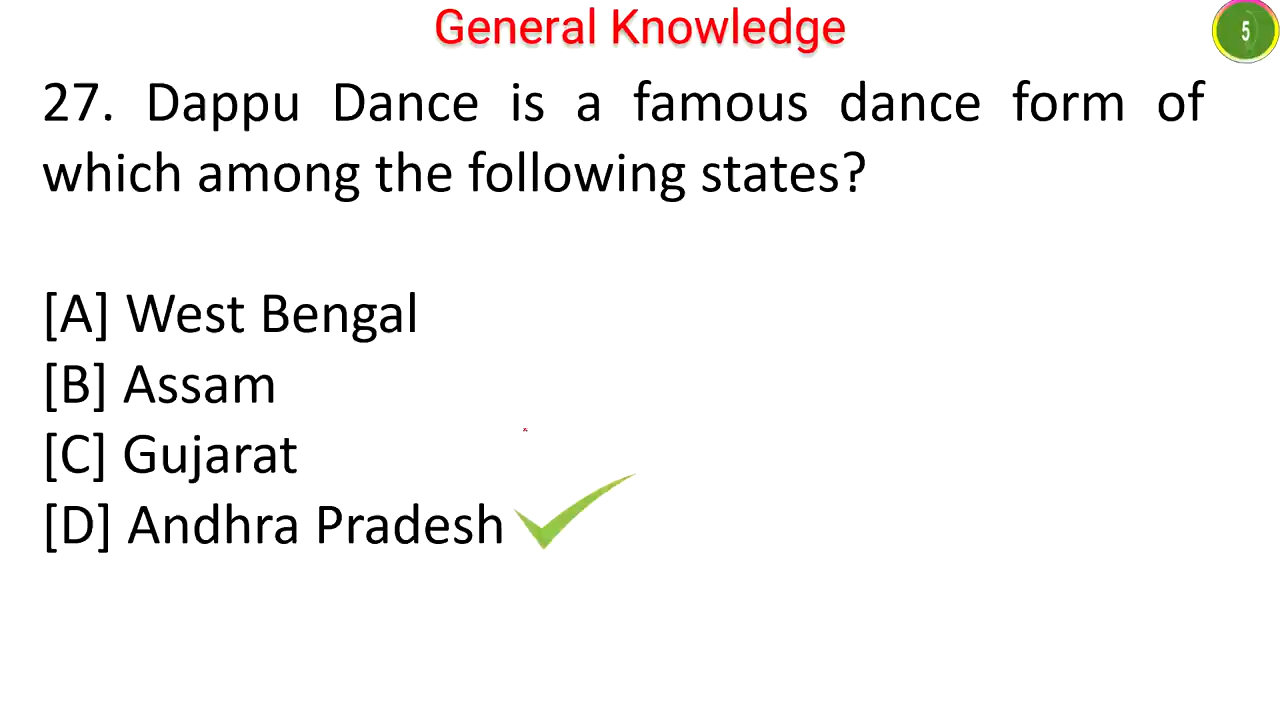 General Knowledge
5
27. Dappu Dance is a famous dance form of
which among the following states?
[A] West Bengal
[B] Assam
[C] Gujarat
[D] Andhra Pradesh